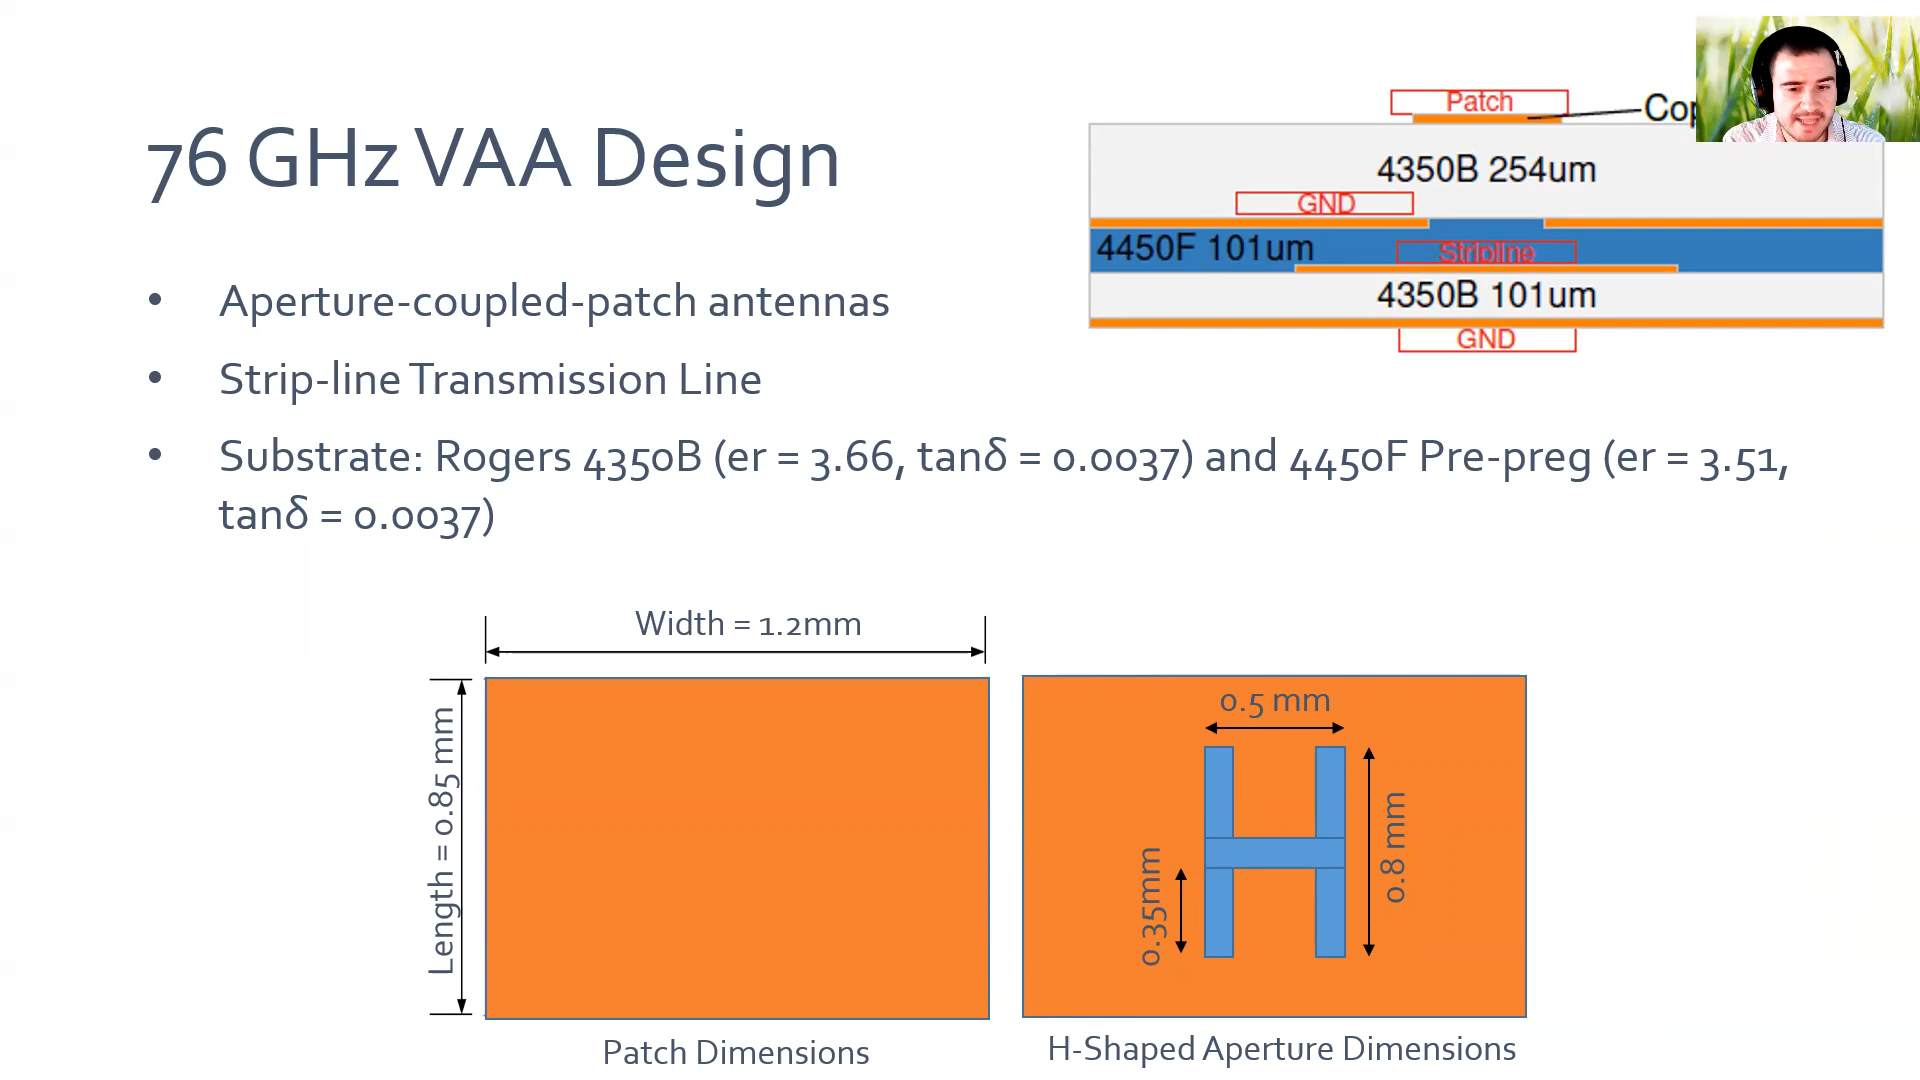 76 GHz VAA Design
Patch
4350B 254um
GND
4450F 101um
Stripline
4350B 101um
GND
• Aperture-coupled-patch antennas
• Strip-line Transmission Line
• Substrate: Rogers 4350B (er = 3.66, tanδ = 0.0037) and 4450F Pre-preg (er = 3.51,
tanδ = 0.0037)
Width = 1.2mm
Length = 0.85 mm
0.5 mm
0.8 mm
0.35mm
Patch Dimensions
H-Shaped Aperture Dimensions